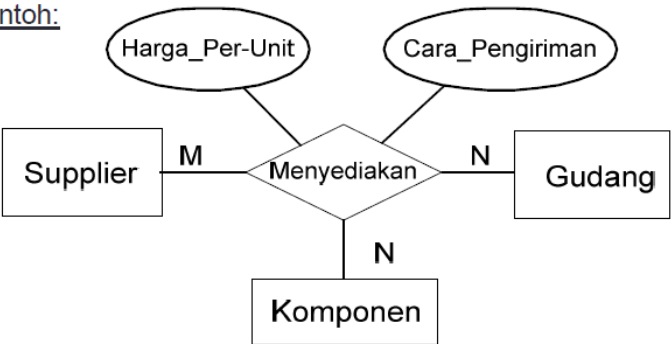 ntoh:
Harga_Per-Unit
Cara_Pengiriman
Supplier
M
Menyediakan
N
Gudang
N
Komponen